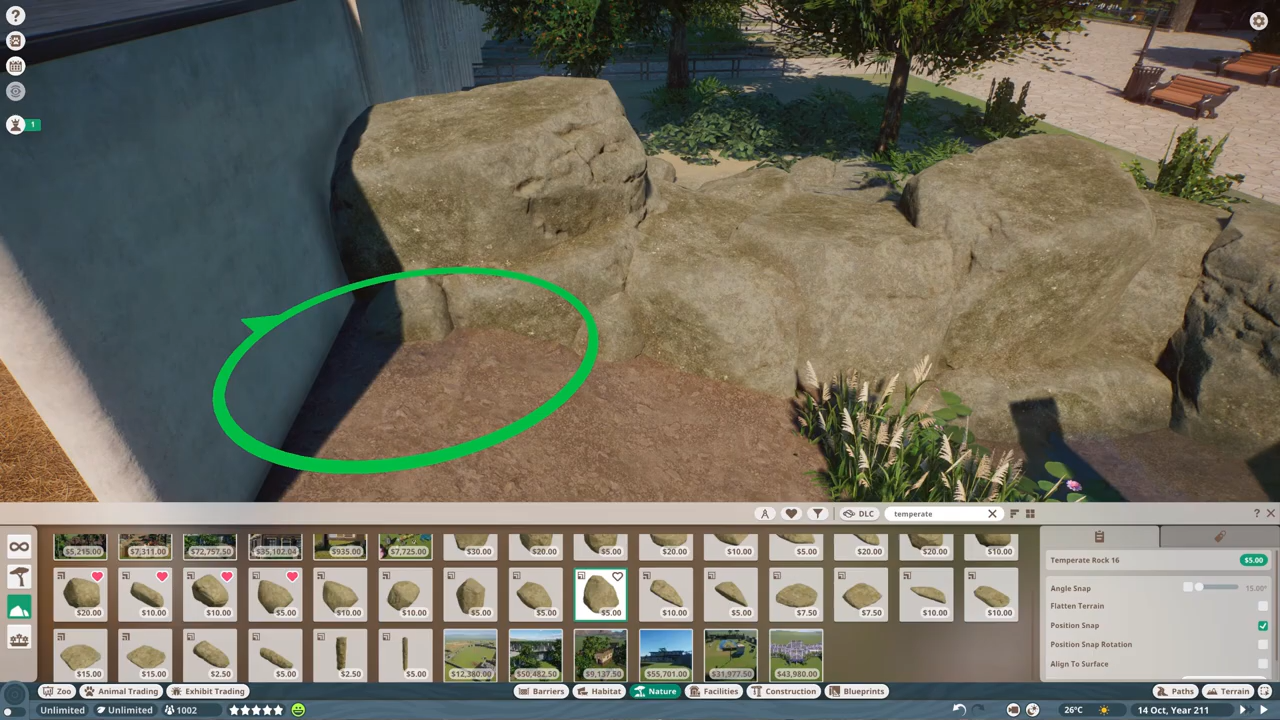 ?
1
DLC
temperate
?
$5,215.00 $7,311.00 $72,757.50 $35,102.04 $935.00 $7,725.00 $30.00 $20.00 $5.00 $20.00 $10.00 $5.00 $20.00 $20.00 $10.00
$20.00 $10.00 $10.00 $5.00 $10.00 $10.00 $5.00 $5.00 $5.00 $10.00 $5.00 $7.50 $7.50 $10.00 $10.00
$15.00 $15.00 $2.50 $5.00 $2.50 $5.00 $12,380.00 $50,482.50 $9,137.50 $55,701.00 $31,977.50 $43,980.00
Temperate Rock 16 $5.00
Angle Snap 15.00°
Flatten Terrain
Position Snap
Position Snap Rotation
Align To Surface
Zoo Animal Trading Exhibit Trading Barriers Habitat Nature Facilities Construction Blueprints Paths Terrain
Unlimited Unlimited 1002 26°C 14 Oct, Year 211